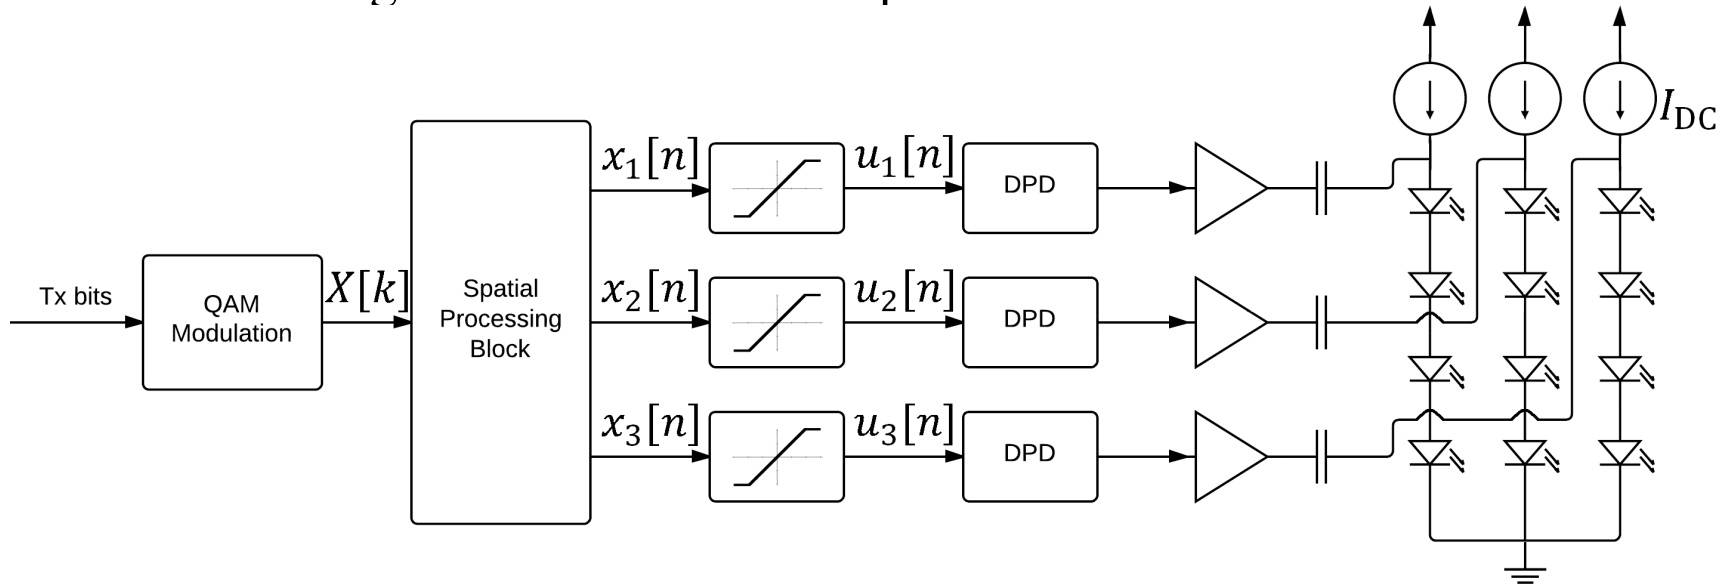 I_DC
x₁[n]
u₁[n]
DPD
Tx bits
QAM
Modulation
X[k]
Spatial
Processing
Block
x₂[n]
u₂[n]
DPD
x₃[n]
u₃[n]
DPD